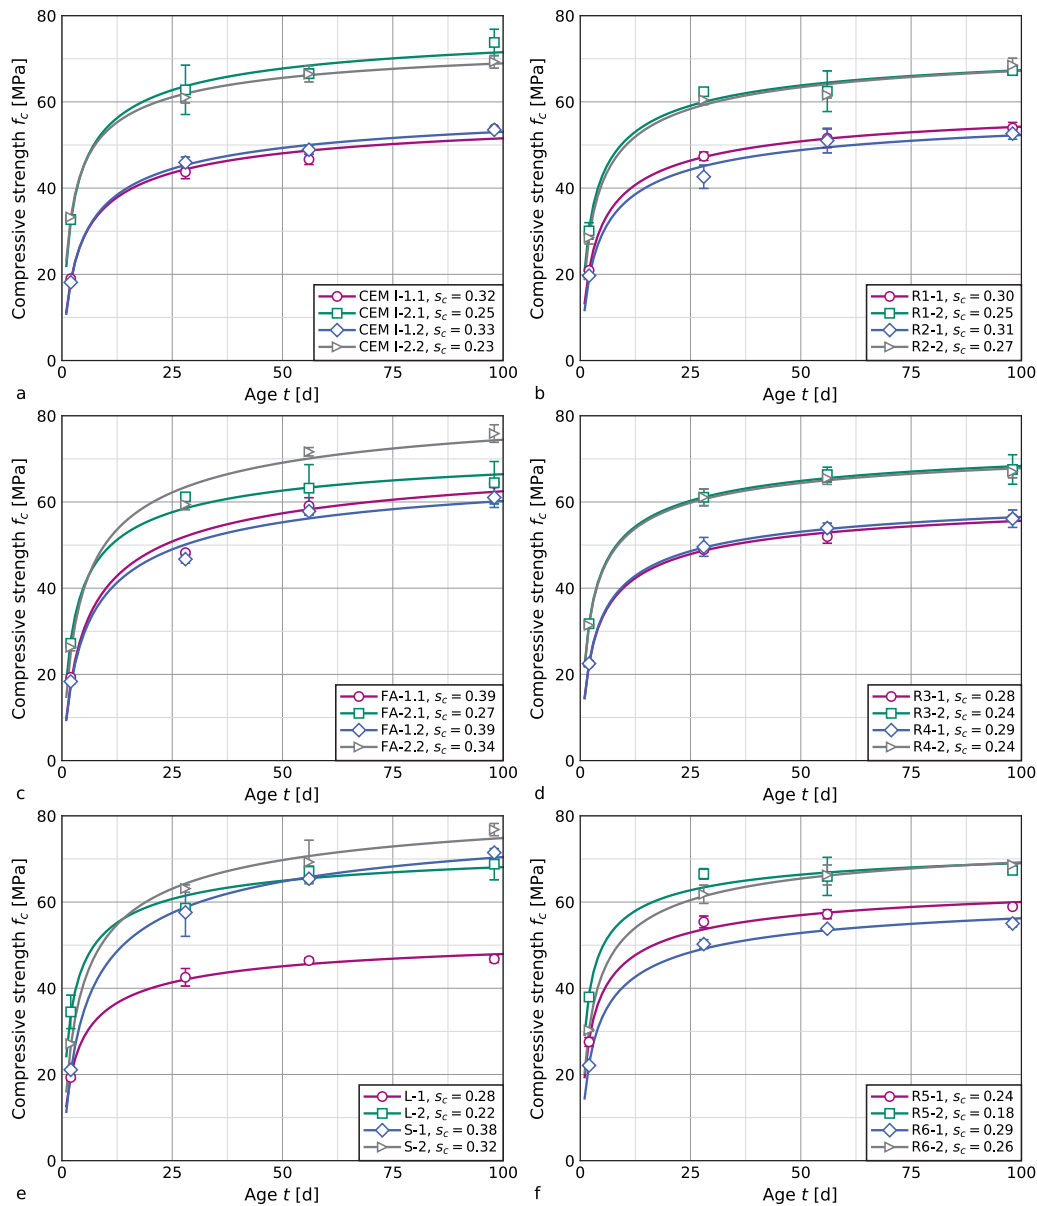 80
60
40
20
0
Compressive strength f_c [MPa]
CEM I-1.1, s_c = 0.32
CEM I-2.1, s_c = 0.25
CEM I-1.2, s_c = 0.33
CEM I-2.2, s_c = 0.23
0 25 50 75 100
a
Age t [d]
80
60
40
20
0
Compressive strength f_c [MPa]
R1-1, s_c = 0.30
R1-2, s_c = 0.25
R2-1, s_c = 0.31
R2-2, s_c = 0.27
0 25 50 75 100
b
Age t [d]
80
60
40
20
0
Compressive strength f_c [MPa]
FA-1.1, s_c = 0.39
FA-2.1, s_c = 0.27
FA-1.2, s_c = 0.39
FA-2.2, s_c = 0.34
0 25 50 75 100
c
Age t [d]
80
60
40
20
0
Compressive strength f_c [MPa]
R3-1, s_c = 0.28
R3-2, s_c = 0.24
R4-1, s_c = 0.29
R4-2, s_c = 0.24
0 25 50 75 100
d
Age t [d]
80
60
40
20
0
Compressive strength f_c [MPa]
L-1, s_c = 0.28
L-2, s_c = 0.22
S-1, s_c = 0.38
S-2, s_c = 0.32
0 25 50 75 100
e
Age t [d]
80
60
40
20
0
Compressive strength f_c [MPa]
R5-1, s_c = 0.24
R5-2, s_c = 0.18
R6-1, s_c = 0.29
R6-2, s_c = 0.26
0 25 50 75 100
f
Age t [d]